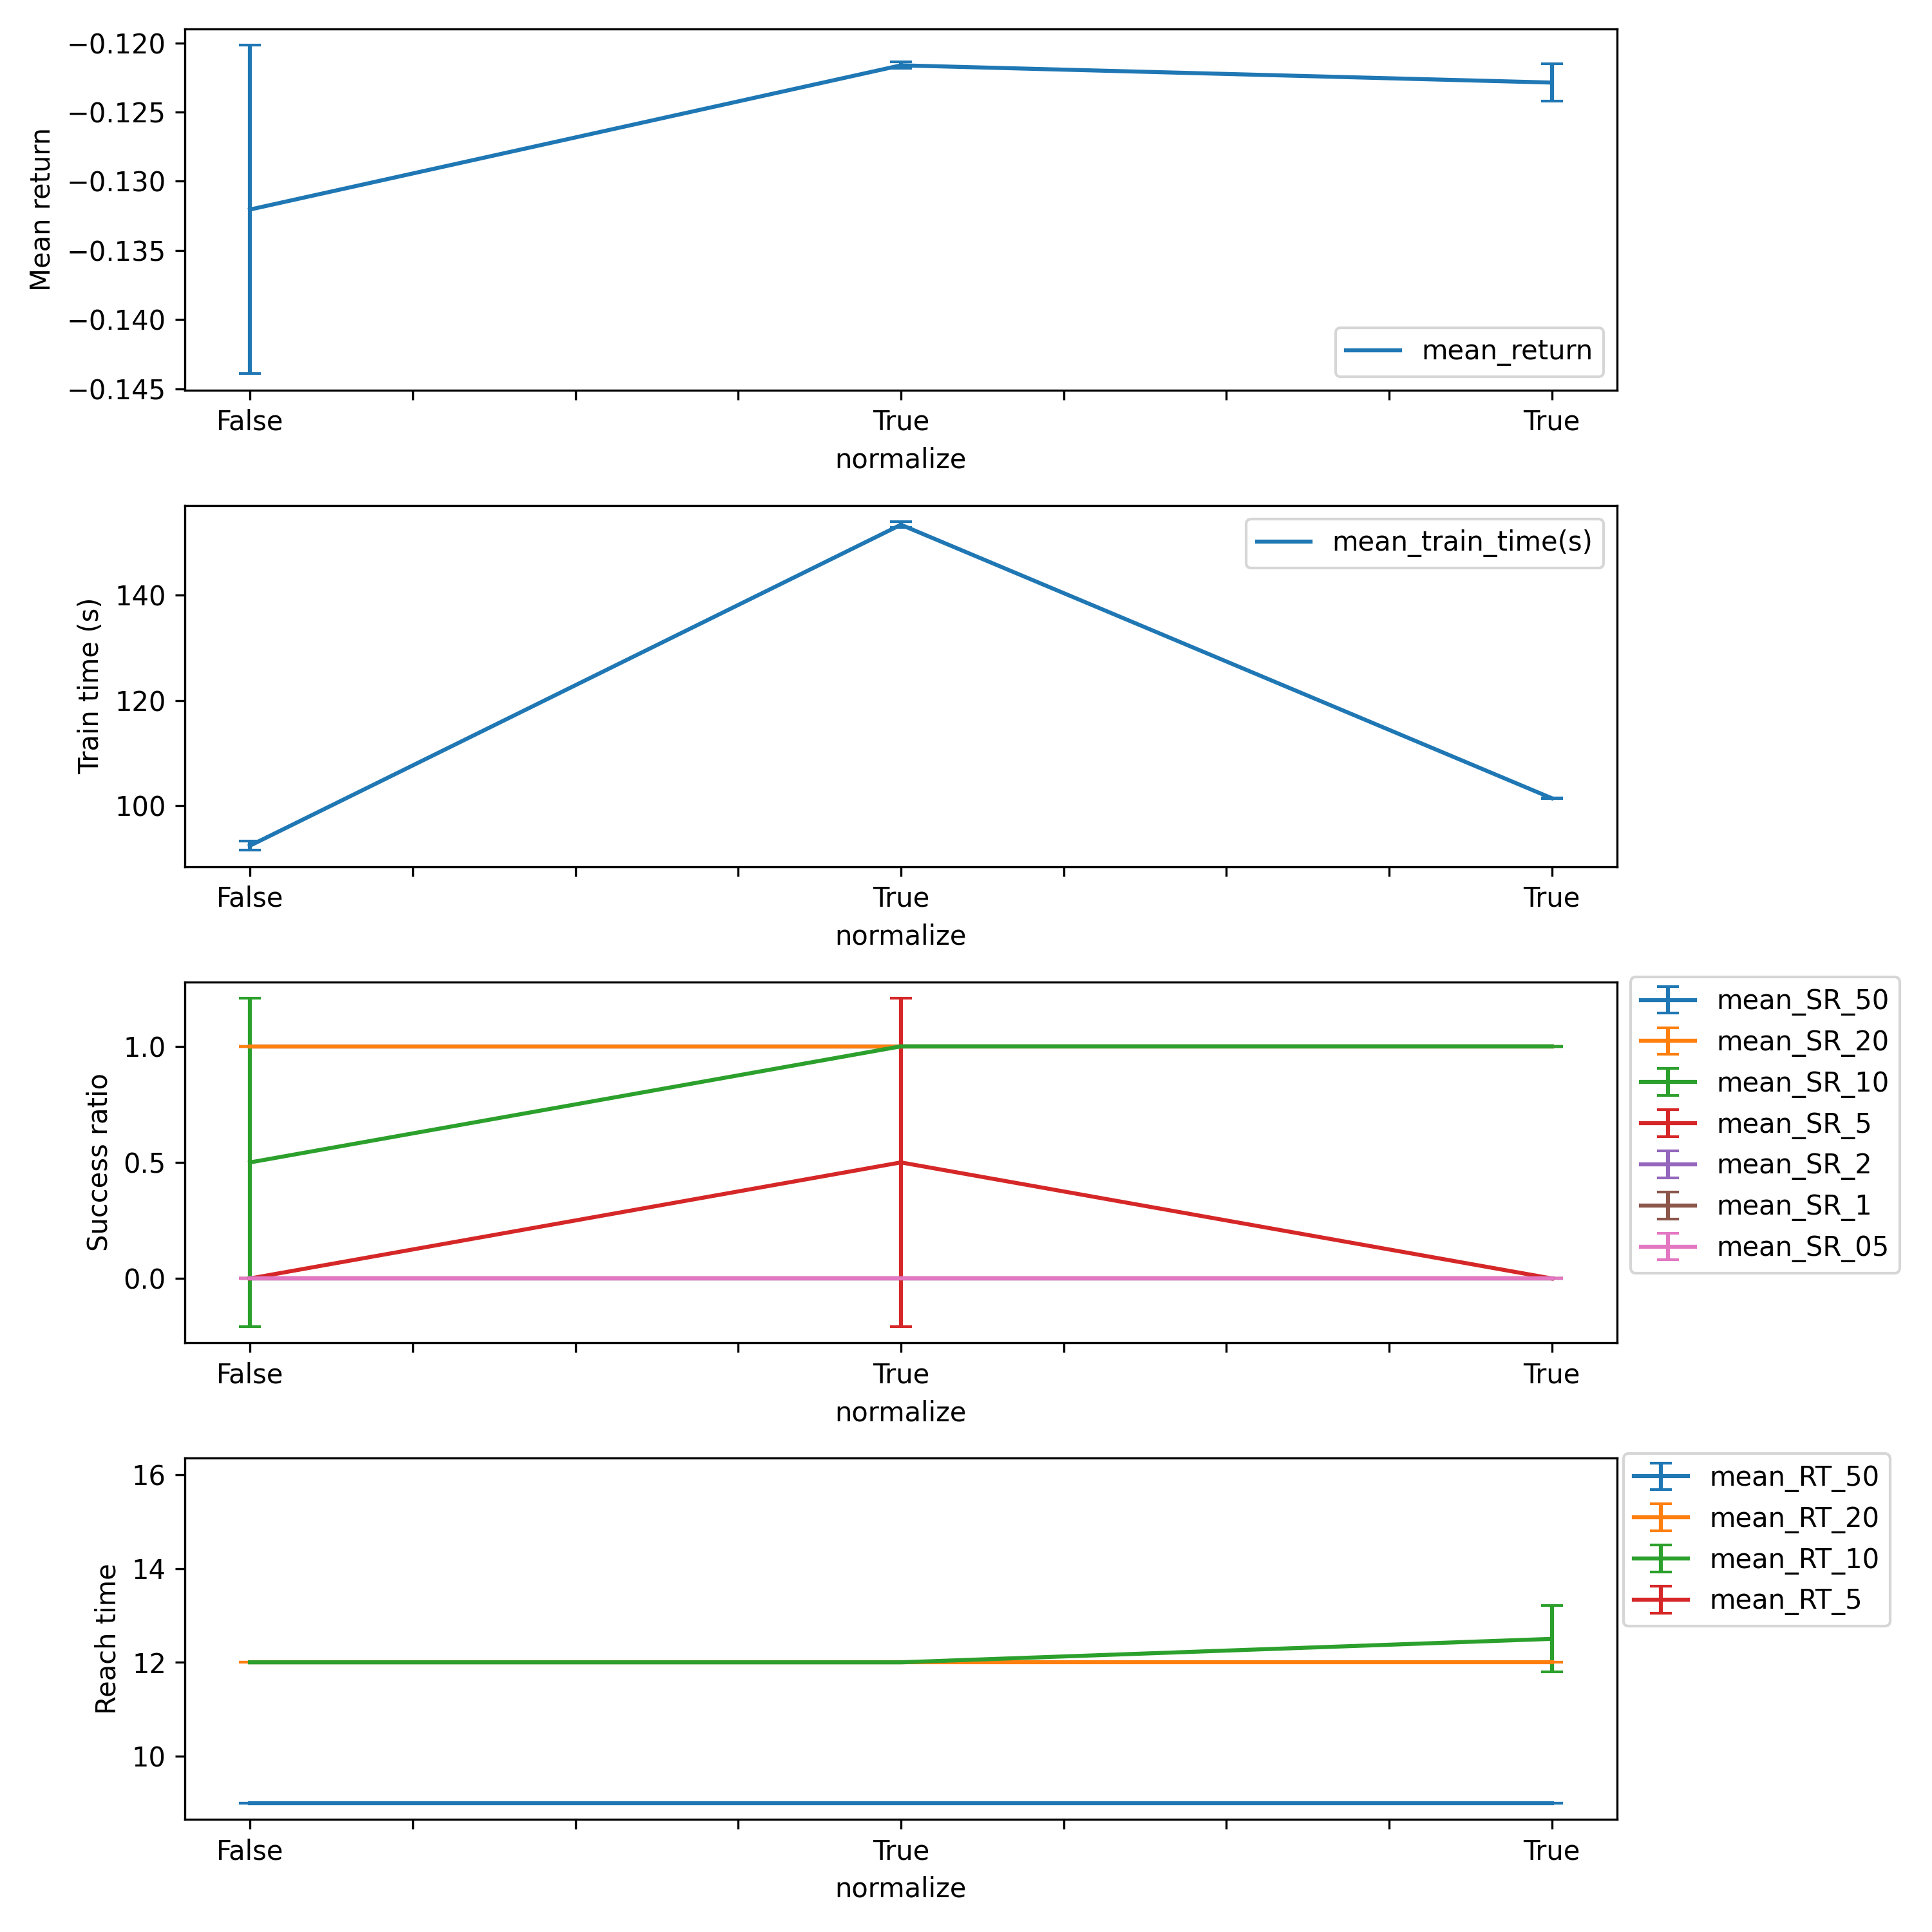 −0.120
−0.125
−0.130
−0.135
−0.140
−0.145
Mean return
mean_return
False True True
normalize
140
120
100
Train time (s)
mean_train_time(s)
False True True
normalize
1.0
0.5
0.0
Success ratio
mean_SR_50
mean_SR_20
mean_SR_10
mean_SR_5
mean_SR_2
mean_SR_1
mean_SR_05
False True True
normalize
16
14
12
10
Reach time
mean_RT_50
mean_RT_20
mean_RT_10
mean_RT_5
False True True
normalize